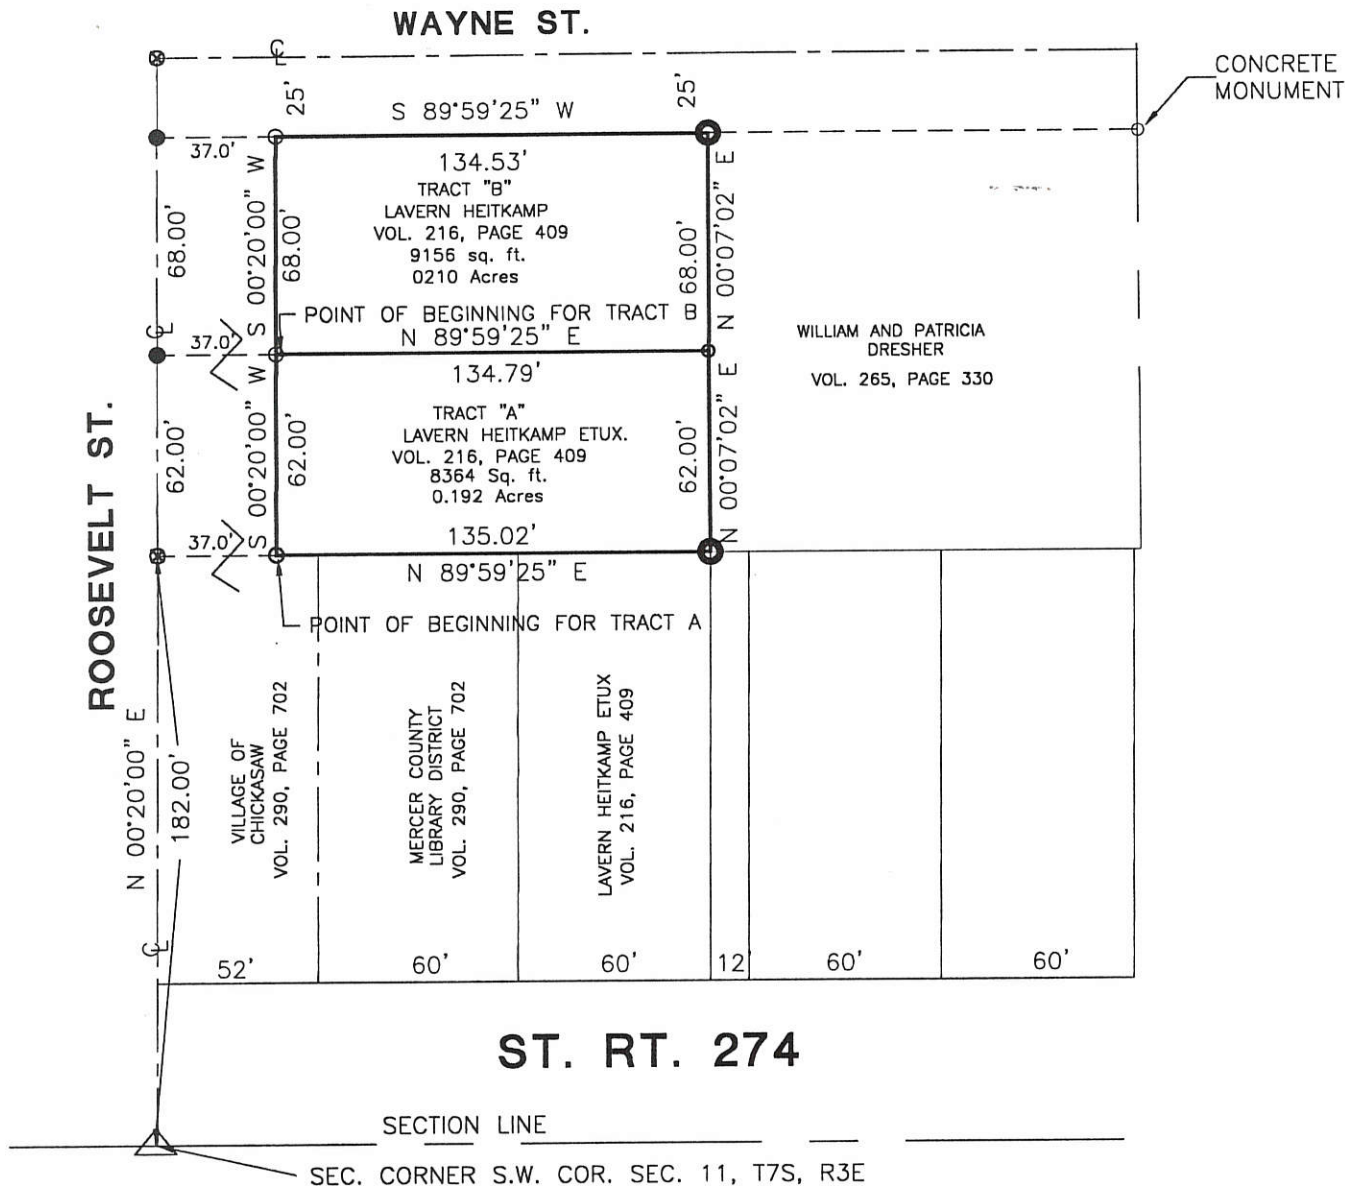 WAYNE ST.
℄
CONCRETE
MONUMENT
25'
25'
S 89°59'25" W
37.0'
134.53'
TRACT "B"
LAVERN HEITKAMP
VOL. 216, PAGE 409
9156 sq. ft.
0210 Acres
68.00'
S 00°20'00" W
68.00'
68.00'
N 00°07'02" E
POINT OF BEGINNING FOR TRACT B
℄
37.0'
N 89°59'25" E
134.79'
WILLIAM AND PATRICIA
DRESHER
VOL. 265, PAGE 330
TRACT "A"
LAVERN HEITKAMP ETUX.
VOL. 216, PAGE 409
8364 Sq. ft.
0.192 Acres
62.00'
S 00°20'00" W
62.00'
62.00'
N 00°07'02" E
ROOSEVELT ST.
37.0'
135.02'
N 89°59'25" E
POINT OF BEGINNING FOR TRACT A
N 00°20'00" E
182.00'
VILLAGE OF
CHICKASAW
VOL. 290, PAGE 702
MERCER COUNTY
LIBRARY DISTRICT
VOL. 290, PAGE 702
LAVERN HEITKAMP ETUX
VOL. 216, PAGE 409
℄
52'
60'
60'
12'
60'
60'
ST. RT. 274
SECTION LINE
SEC. CORNER S.W. COR. SEC. 11, T7S, R3E